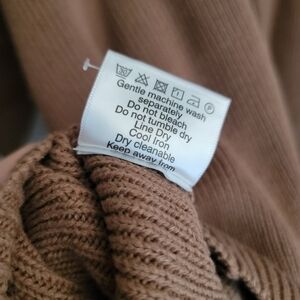 Gentle machine wash
separately
Do not bleach
Do not tumble dry
Line Dry
Cool Iron
Dry cleanable
Keep away from